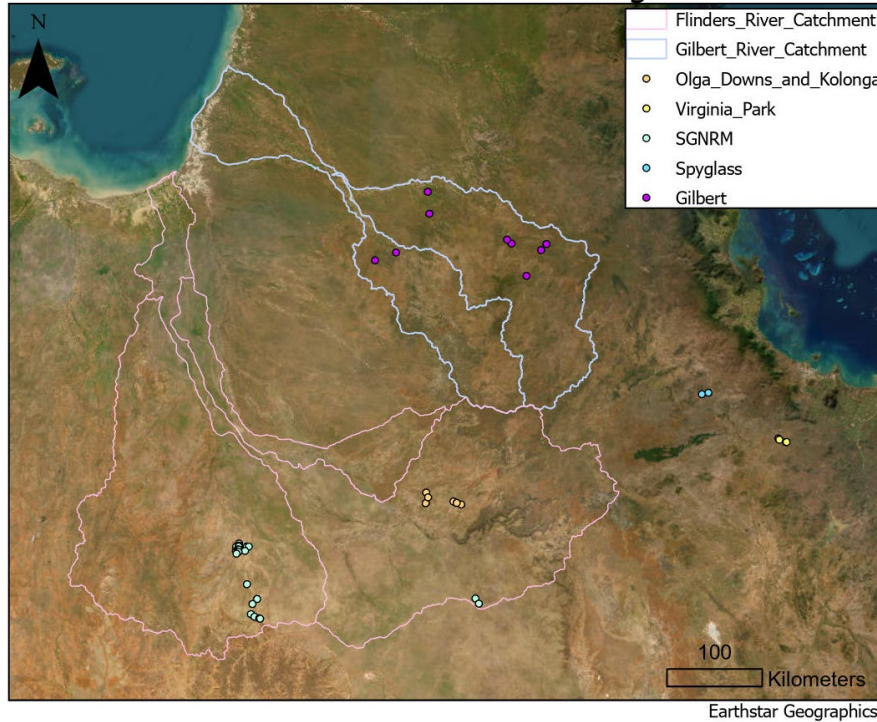 N
Flinders_River_Catchment
Gilbert_River_Catchment
Olga_Downs_and_Kolonga
Virginia_Park
SGNRM
Spyglass
Gilbert
100
Kilometers
Earthstar Geographics